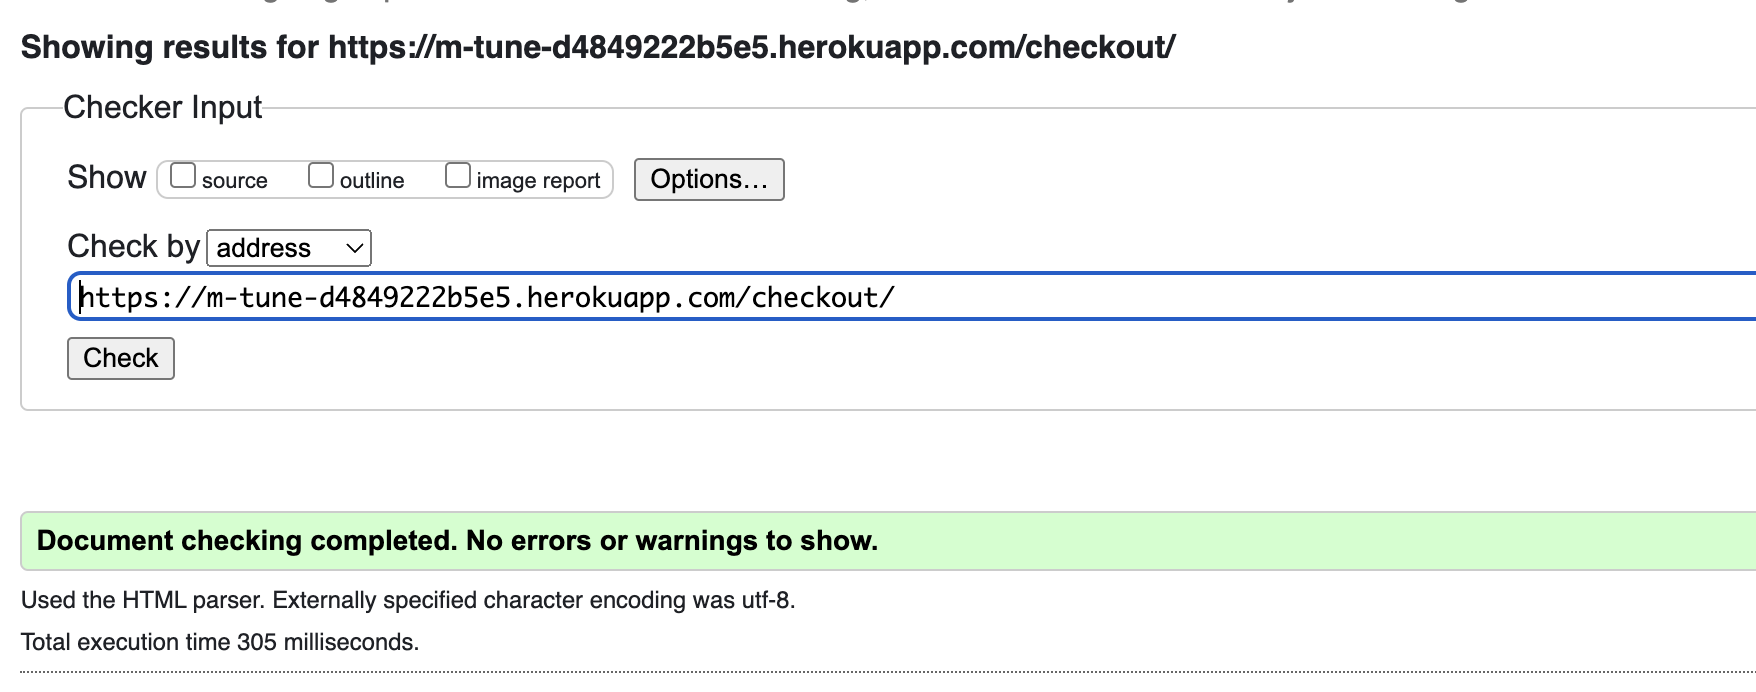 Showing results for https://m-tune-d4849222b5e5.herokuapp.com/checkout/
Checker Input
Show source outline image report Options...
Check by address
https://m-tune-d4849222b5e5.herokuapp.com/checkout/
Check
Document checking completed. No errors or warnings to show.
Used the HTML parser. Externally specified character encoding was utf-8.
Total execution time 305 milliseconds.